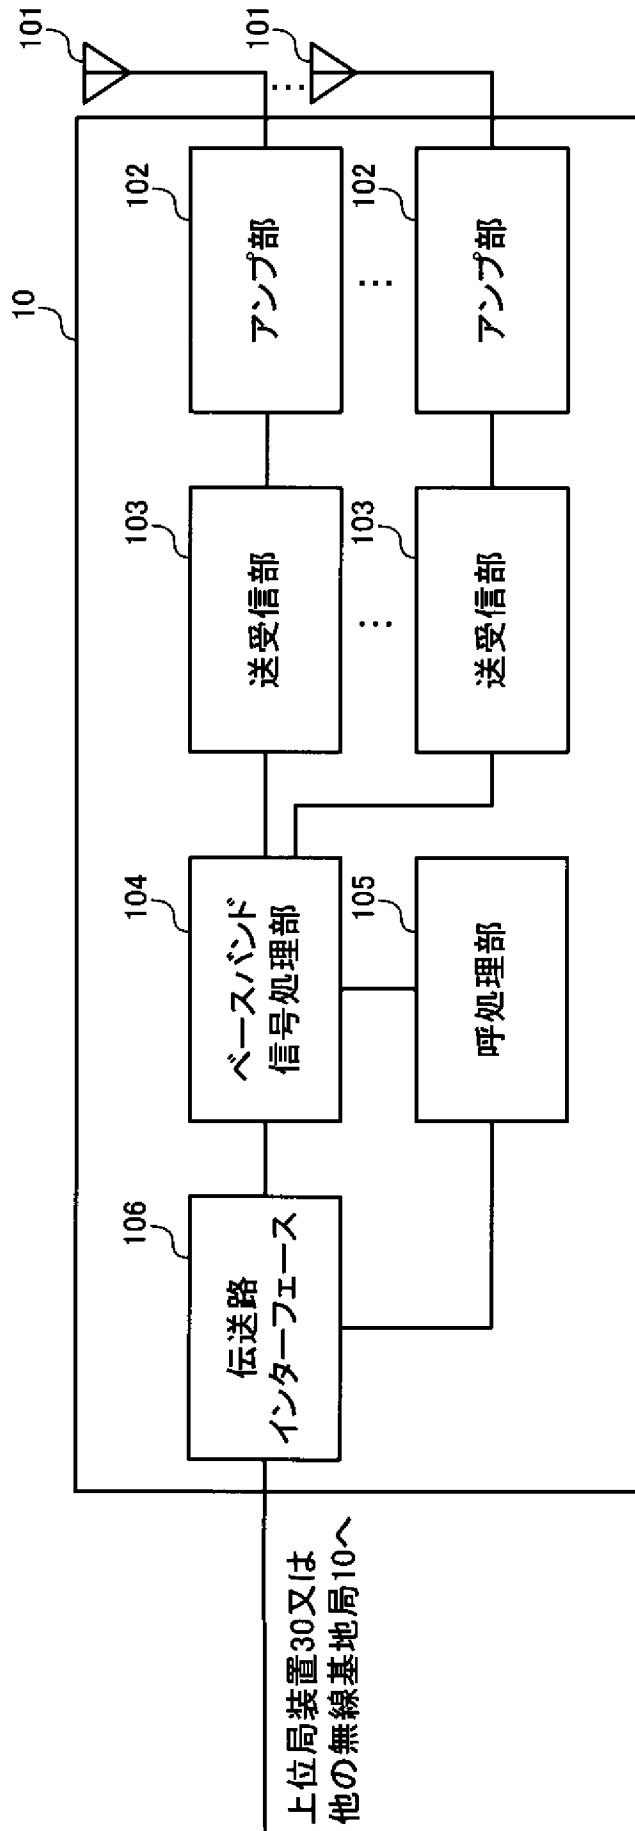 10
106
伝送路
インターフェース
104
ベースバンド
信号処理部
103
送受信部
102
アンプ部
101
…
…
…
105
呼処理部
103
送受信部
102
アンプ部
101
上位局装置30又は
他の無線基地局10へ